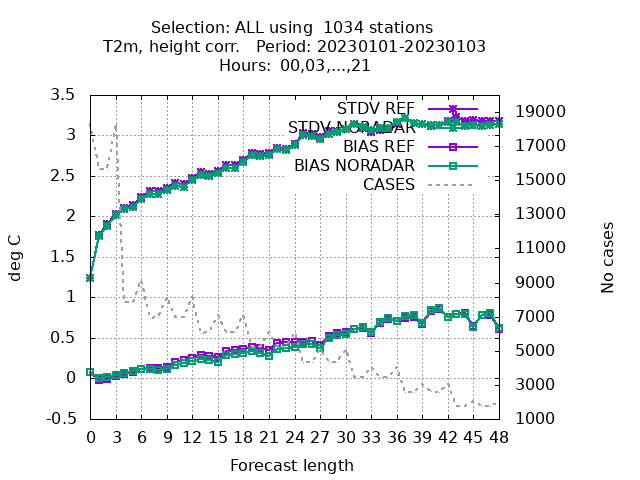 Selection: ALL using  1034 stations
T2m, height corr.   Period: 20230101-20230103
Hours:  00,03,...,21
STDV REF
STDV NORADAR
BIAS REF
BIAS NORADAR
CASES
3.5
3
2.5
2
1.5
1
0.5
0
-0.5
deg C
19000
17000
15000
13000
11000
9000
7000
5000
3000
1000
No cases
0 3 6 9 12 15 18 21 24 27 30 33 36 39 42 45 48
Forecast length